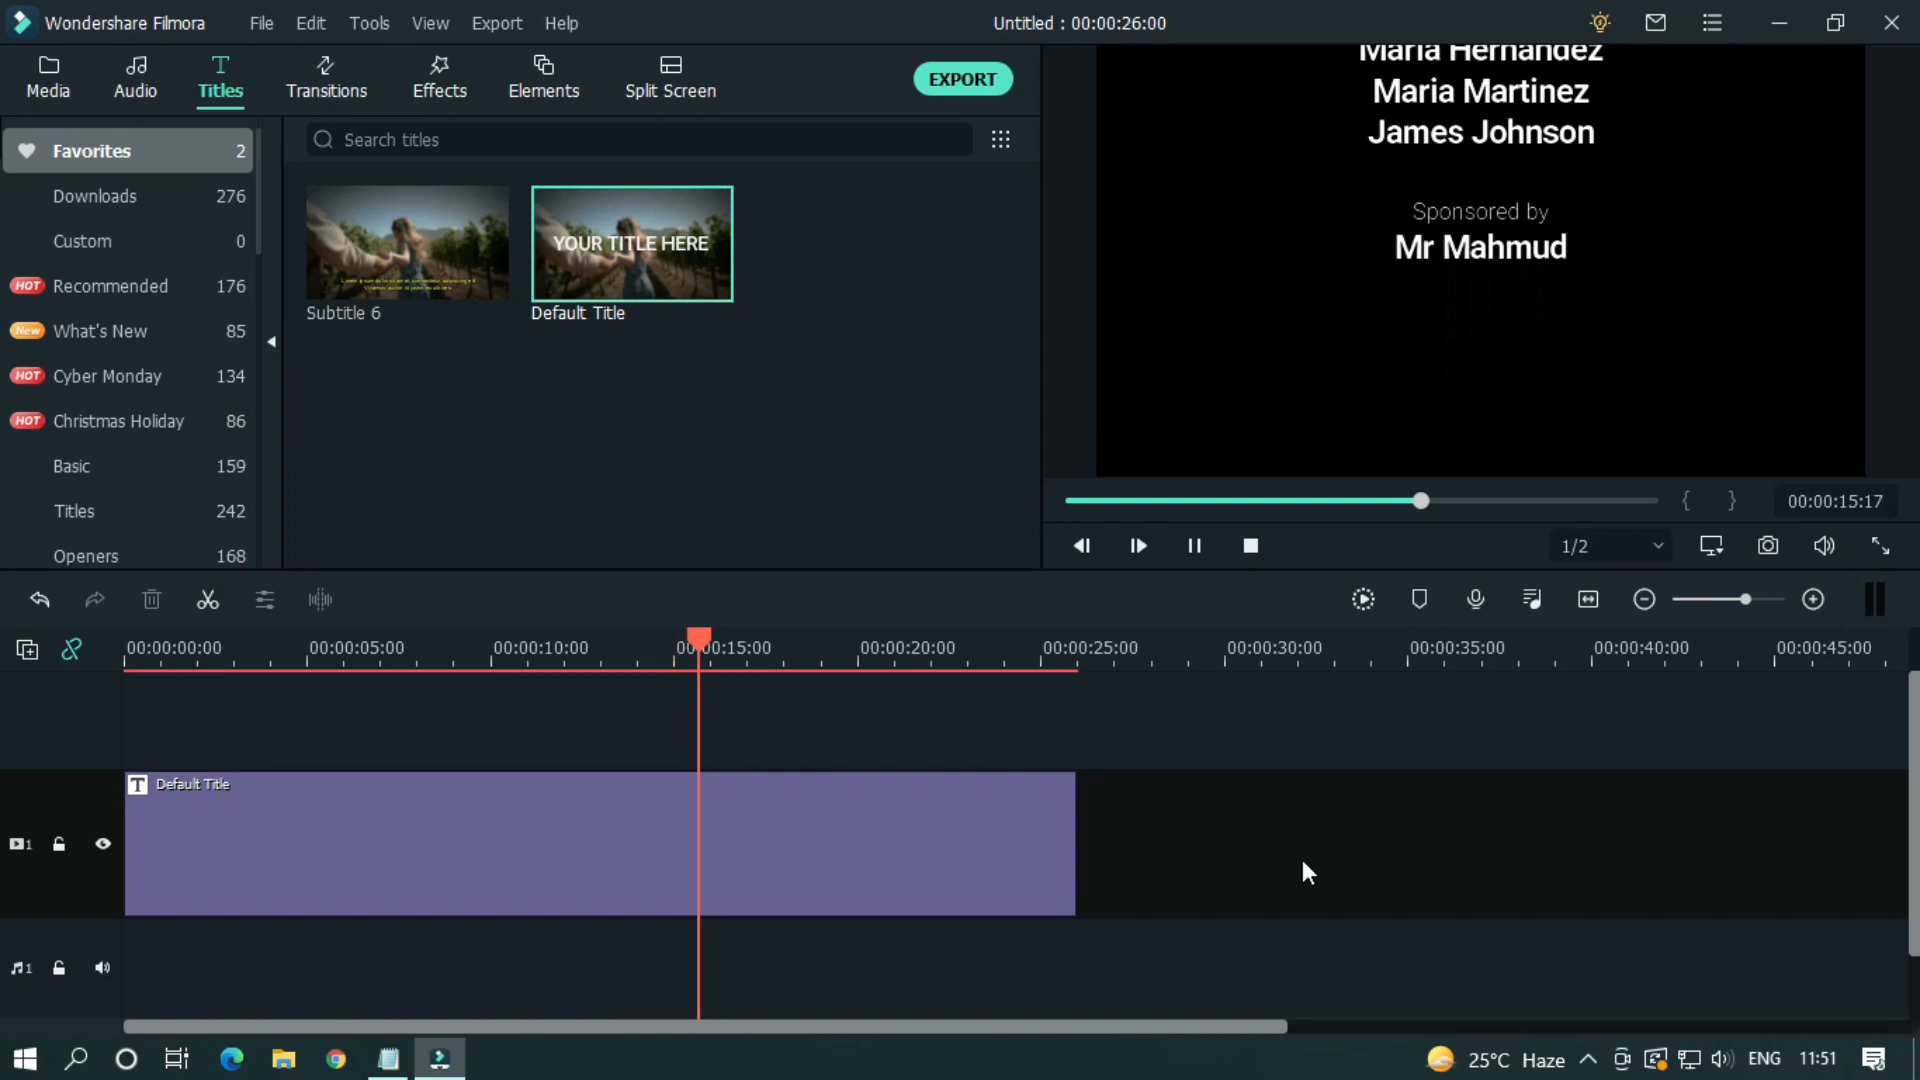 Wondershare Filmora File Edit Tools View Export Help Untitled : 00:00:26:00
Media Audio Titles Transitions Effects Elements Split Screen EXPORT
Search titles
Favorites 2
Downloads 276
Custom 0
HOT Recommended 176
New What's New 85
HOT Cyber Monday 134
HOT Christmas Holiday 86
Basic 159
Titles 242
Openers 168
Subtitle 6
YOUR TITLE HERE
Default Title
Maria Hernandez
Maria Martinez
James Johnson
Sponsored by
Mr Mahmud
{ } 00:00:15:17
1/2
00:00:00:00 00:00:05:00 00:00:10:00 00:00:15:00 00:00:20:00 00:00:25:00 00:00:30:00 00:00:35:00 00:00:40:00 00:00:45:00
T Default Title
1
1
25°C Haze ENG 11:51